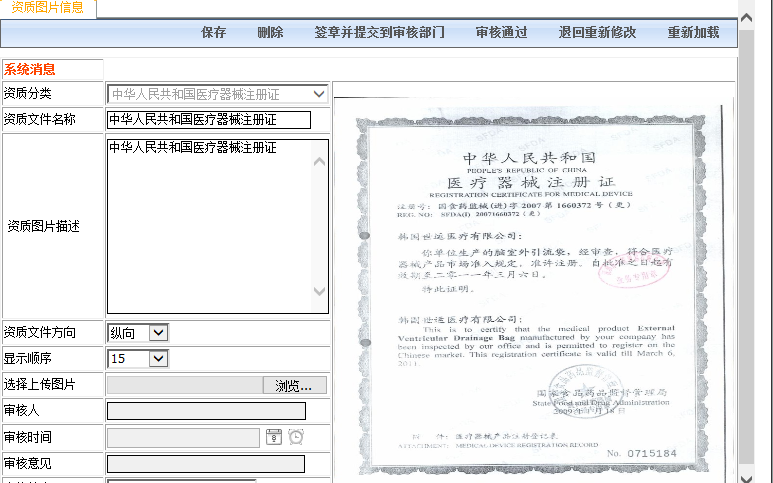 资质图片信息
保存 删除 签章并提交到审核部门 审核通过 退回重新修改 重新加载
系统消息
资质分类 中华人民共和国医疗器械注册证
资质文件名称 中华人民共和国医疗器械注册证
资质图片描述 中华人民共和国医疗器械注册证
资质文件方向 纵向
显示顺序 15
选择上传图片 浏览...
审核人
审核时间
审核意见
中华人民共和国
PEOPLE'S REPUBLIC OF CHINA
医疗器械注册证
REGISTRATION CERTIFICATE FOR MEDICAL DEVICE
注册号：国食药监械(进)字 2007 第 1660372 号（更）
REG. NO: SFDA(I) 20071660372（更）
韩国世运医疗有限公司：
你单位生产的脑室外引流袋，经审查，符合医疗
器械产品市场准入规定，准许注册。自批准之日起有
效期至二零一一年三月六日。
特此证明。
韩国世运医疗有限公司：
This is to certify that the medical product External
Ventricular Drainage Bag manufactured by your company has
been inspected by our office and is permitted to register on the
Chinese market. This registration certificate is valid till March 6,
2011.
国家食品药品监督管理局
State Food and Drug Administration
附 件：医疗器械产品注册登记表
ATTACHMENT: MEDICAL DEVICE REGISTRATION RECORD
No. 0715184